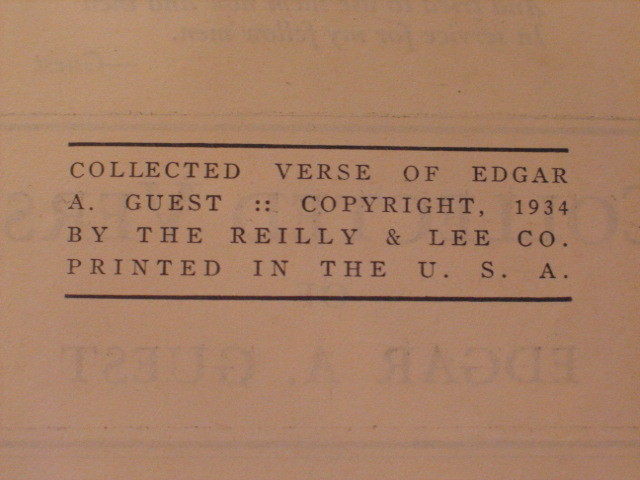 COLLECTED VERSE OF EDGAR
A. GUEST :: COPYRIGHT, 1934
BY THE REILLY & LEE CO.
PRINTED IN THE U. S. A.